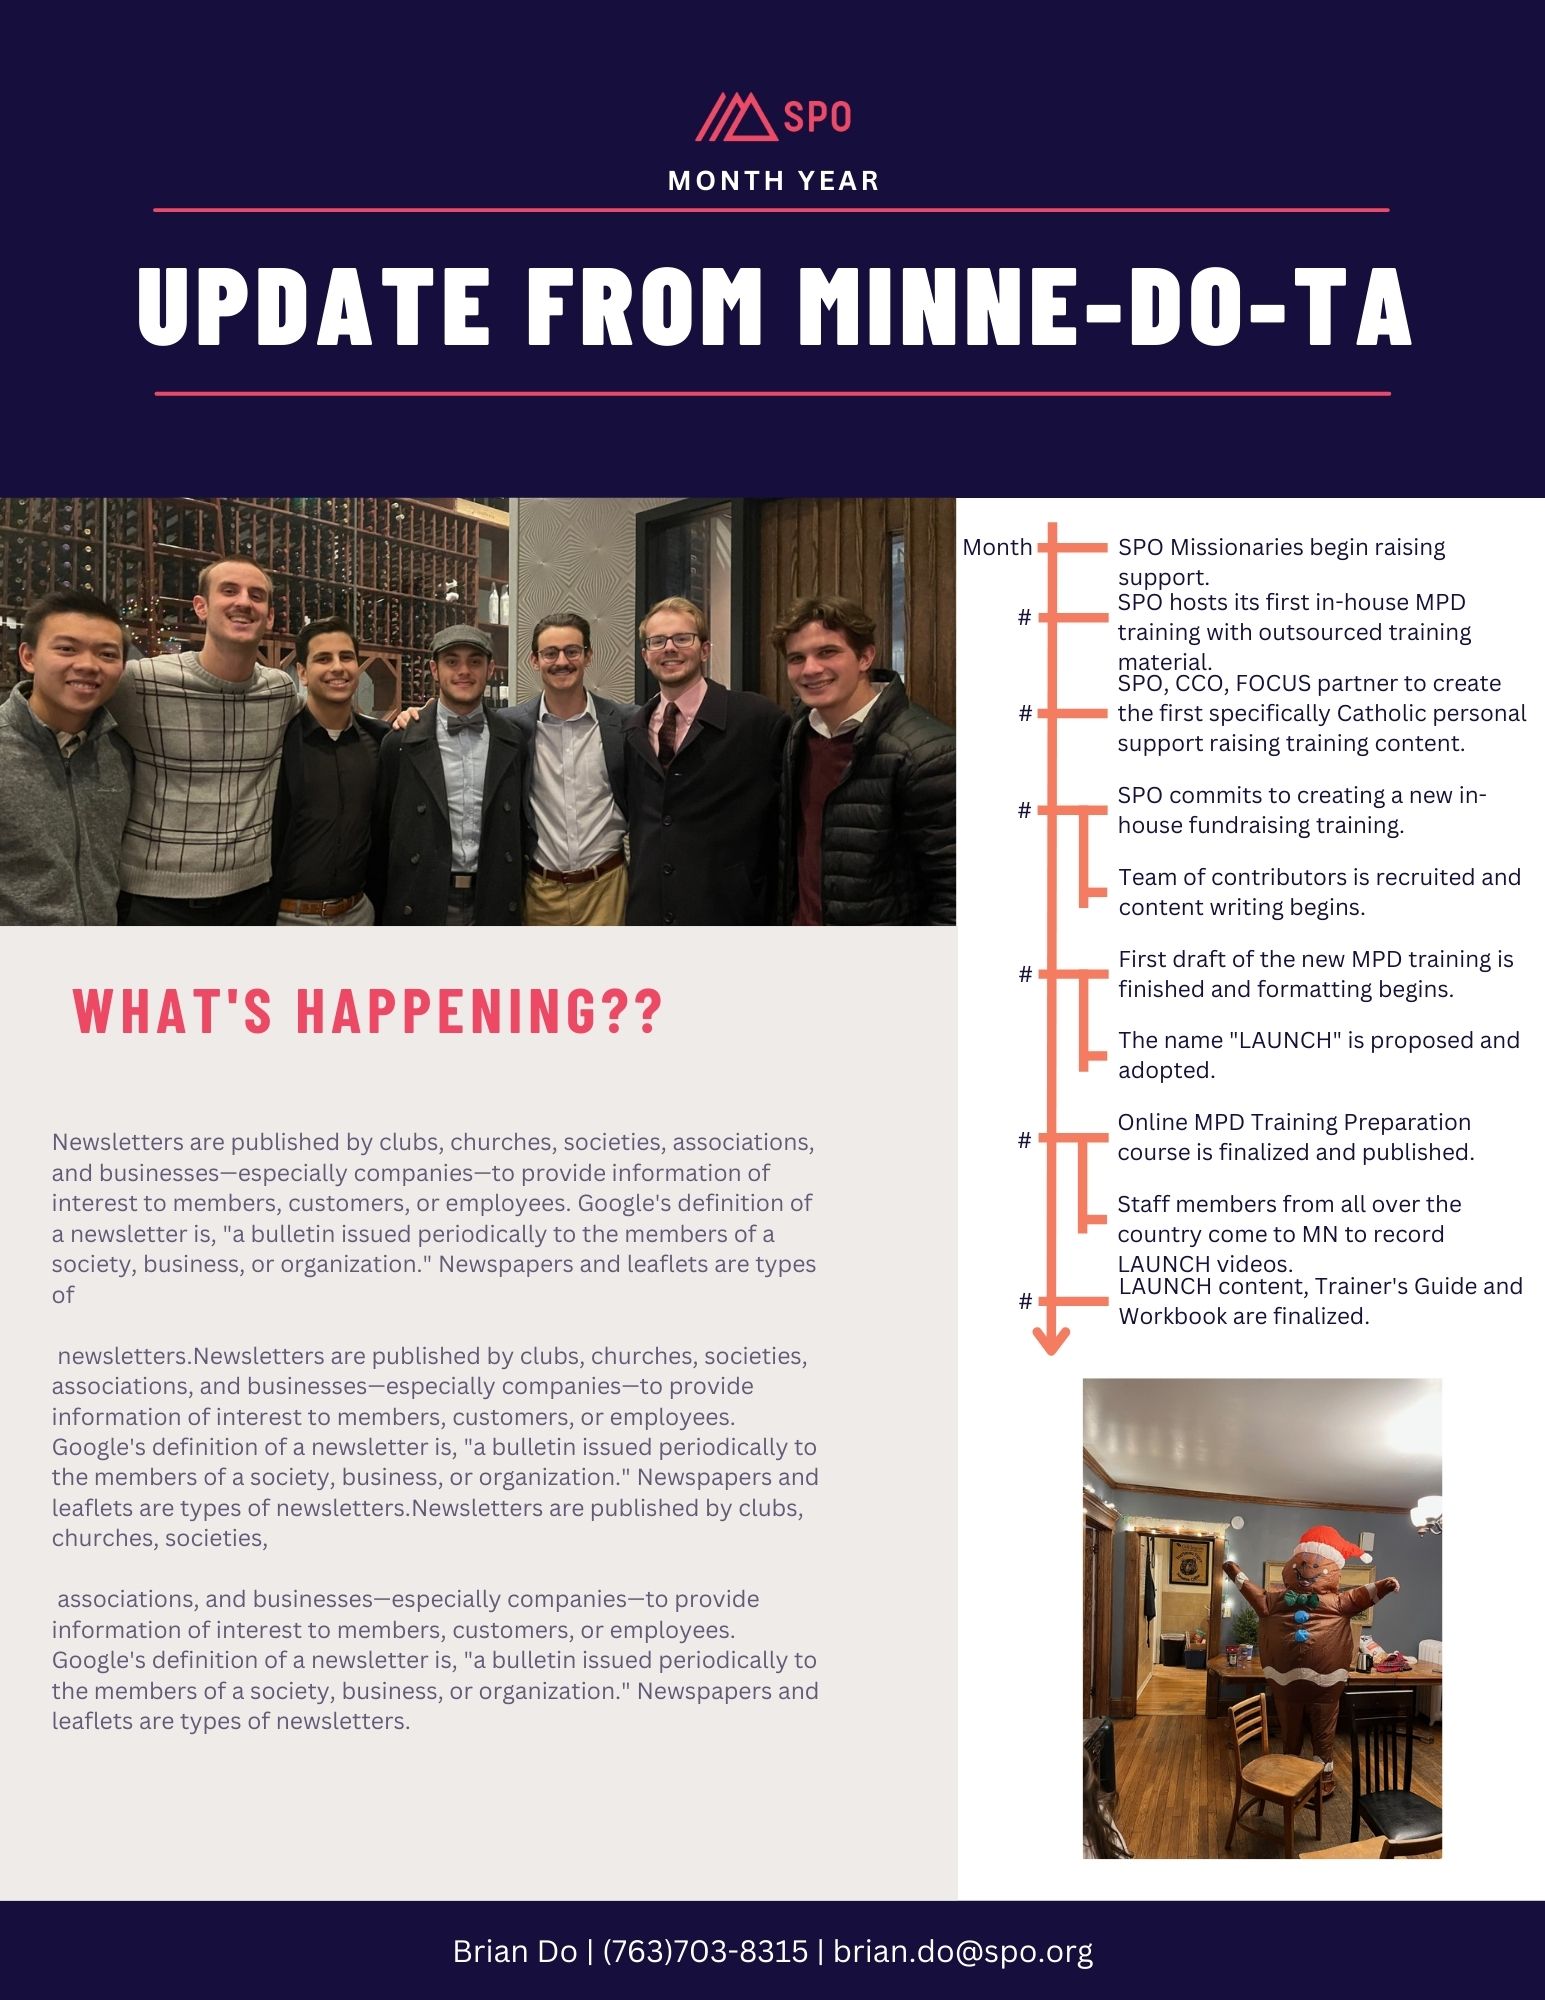 SPO
MONTH YEAR
UPDATE FROM MINNE-DO-TA
Month
SPO Missionaries begin raising
support.
#
SPO hosts its first in-house MPD
training with outsourced training
material.
#
SPO, CCO, FOCUS partner to create
the first specifically Catholic personal
support raising training content.
#
SPO commits to creating a new in-
house fundraising training.
Team of contributors is recruited and
content writing begins.
#
First draft of the new MPD training is
finished and formatting begins.
The name "LAUNCH" is proposed and
adopted.
#
Online MPD Training Preparation
course is finalized and published.
Staff members from all over the
country come to MN to record
LAUNCH videos.
#
LAUNCH content, Trainer's Guide and
Workbook are finalized.
WHAT'S HAPPENING??
Newsletters are published by clubs, churches, societies, associations,
and businesses—especially companies—to provide information of
interest to members, customers, or employees. Google's definition of
a newsletter is, "a bulletin issued periodically to the members of a
society, business, or organization." Newspapers and leaflets are types
of
newsletters.Newsletters are published by clubs, churches, societies,
associations, and businesses—especially companies—to provide
information of interest to members, customers, or employees.
Google's definition of a newsletter is, "a bulletin issued periodically to
the members of a society, business, or organization." Newspapers and
leaflets are types of newsletters.Newsletters are published by clubs,
churches, societies,
associations, and businesses—especially companies—to provide
information of interest to members, customers, or employees.
Google's definition of a newsletter is, "a bulletin issued periodically to
the members of a society, business, or organization." Newspapers and
leaflets are types of newsletters.
Brian Do | (763)703-8315 | brian.do@spo.org